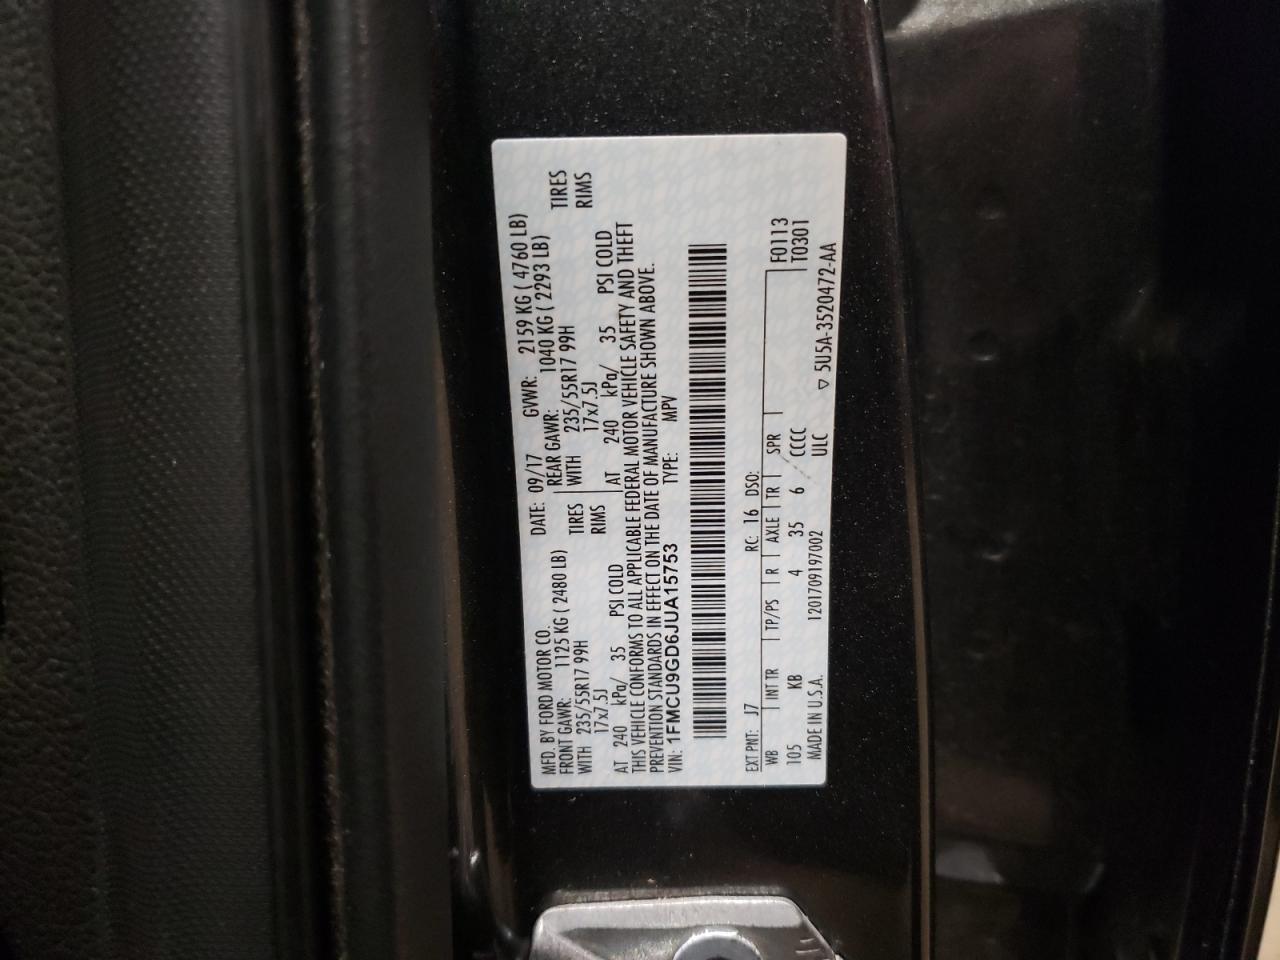 MFD. BY FORD MOTOR CO.
DATE: 09/17 GVWR: 2159 KG ( 4760 LB)
FRONT GAWR: 1125 KG ( 2480 LB)
REAR GAWR: 1040 KG ( 2293 LB)
WITH 235/55R17 99H TIRES WITH 235/55R17 99H TIRES
17x7.5J RIMS 17x7.5J RIMS
AT 240 kPa/ 35 PSI COLD AT 240 kPa/ 35 PSI COLD
THIS VEHICLE CONFORMS TO ALL APPLICABLE FEDERAL MOTOR VEHICLE SAFETY AND THEFT
PREVENTION STANDARDS IN EFFECT ON THE DATE OF MANUFACTURE SHOWN ABOVE.
VIN: 1FMCU9GD6JUA15753 TYPE: MPV
EXT PNT: J7 RC: 16 DSO:
WB INT TR TP/PS R AXLE TR SPR F0113
105 KB 4 35 6 CCCC T0301
MADE IN U.S.A. 1201709197002 ULC
▽ 5U5A-3520472-AA